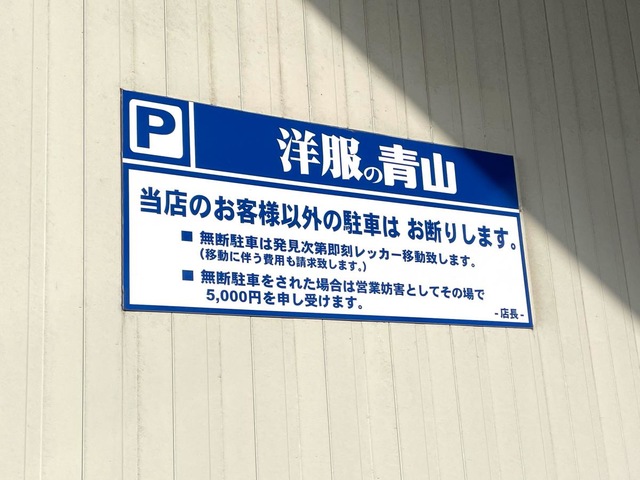 P
洋服の青山
当店のお客様以外の駐車は お断りします。
■ 無断駐車は発見次第即刻レッカー移動致します。
(移動に伴う費用も請求致します。)
■ 無断駐車をされた場合は営業妨害としてその場で
5,000円を申し受けます。
-店長-